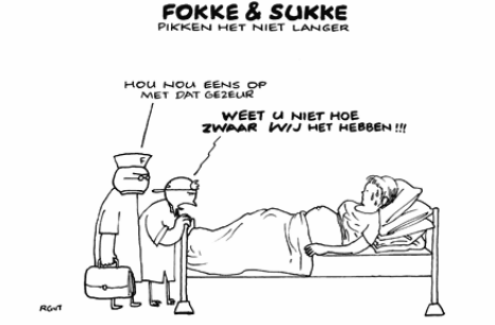 FOKKE & SUKKE
PIKKEN HET NIET LANGER
HOU NOU EENS OP
MET DAT GEZEUR
WEET U NIET HOE
ZWAAR WIJ HET HEBBEN!!!
F
RGVT